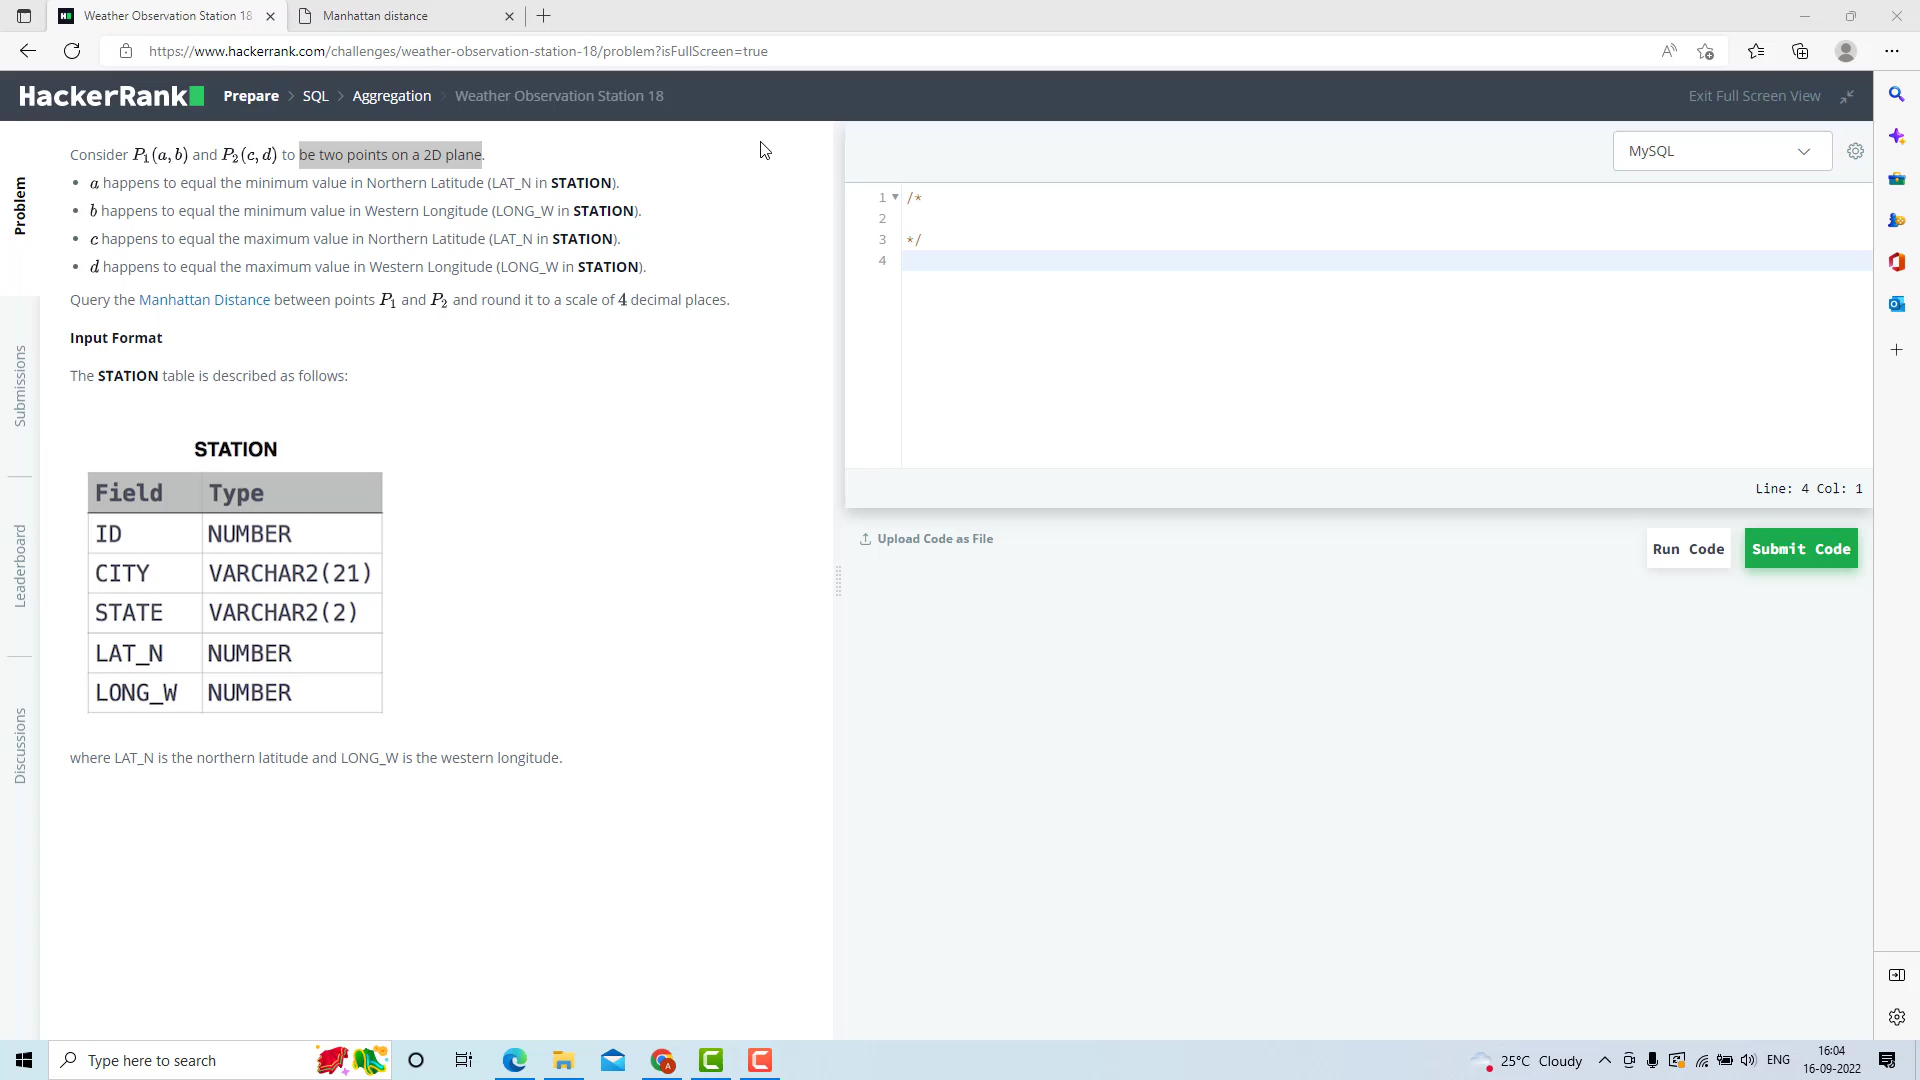 Weather Observation Station 18
Manhattan distance
https://www.hackerrank.com/challenges/weather-observation-station-18/problem?isFullScreen=true
HackerRank
Prepare > SQL > Aggregation > Weather Observation Station 18
Exit Full Screen View
Problem
Submissions
Leaderboard
Discussions
Consider P₁(a, b) and P₂(c, d) to be two points on a 2D plane.
• a happens to equal the minimum value in Northern Latitude (LAT_N in STATION).
• b happens to equal the minimum value in Western Longitude (LONG_W in STATION).
• c happens to equal the maximum value in Northern Latitude (LAT_N in STATION).
• d happens to equal the maximum value in Western Longitude (LONG_W in STATION).
Query the Manhattan Distance between points P₁ and P₂ and round it to a scale of 4 decimal places.
Input Format
The STATION table is described as follows:
STATION
Field Type
ID NUMBER
CITY VARCHAR2(21)
STATE VARCHAR2(2)
LAT_N NUMBER
LONG_W NUMBER
where LAT_N is the northern latitude and LONG_W is the western longitude.
MySQL
1 /*
2
3 */
4
Line: 4 Col: 1
Upload Code as File
Run Code
Submit Code
Type here to search
25°C Cloudy
ENG
16:04
16-09-2022